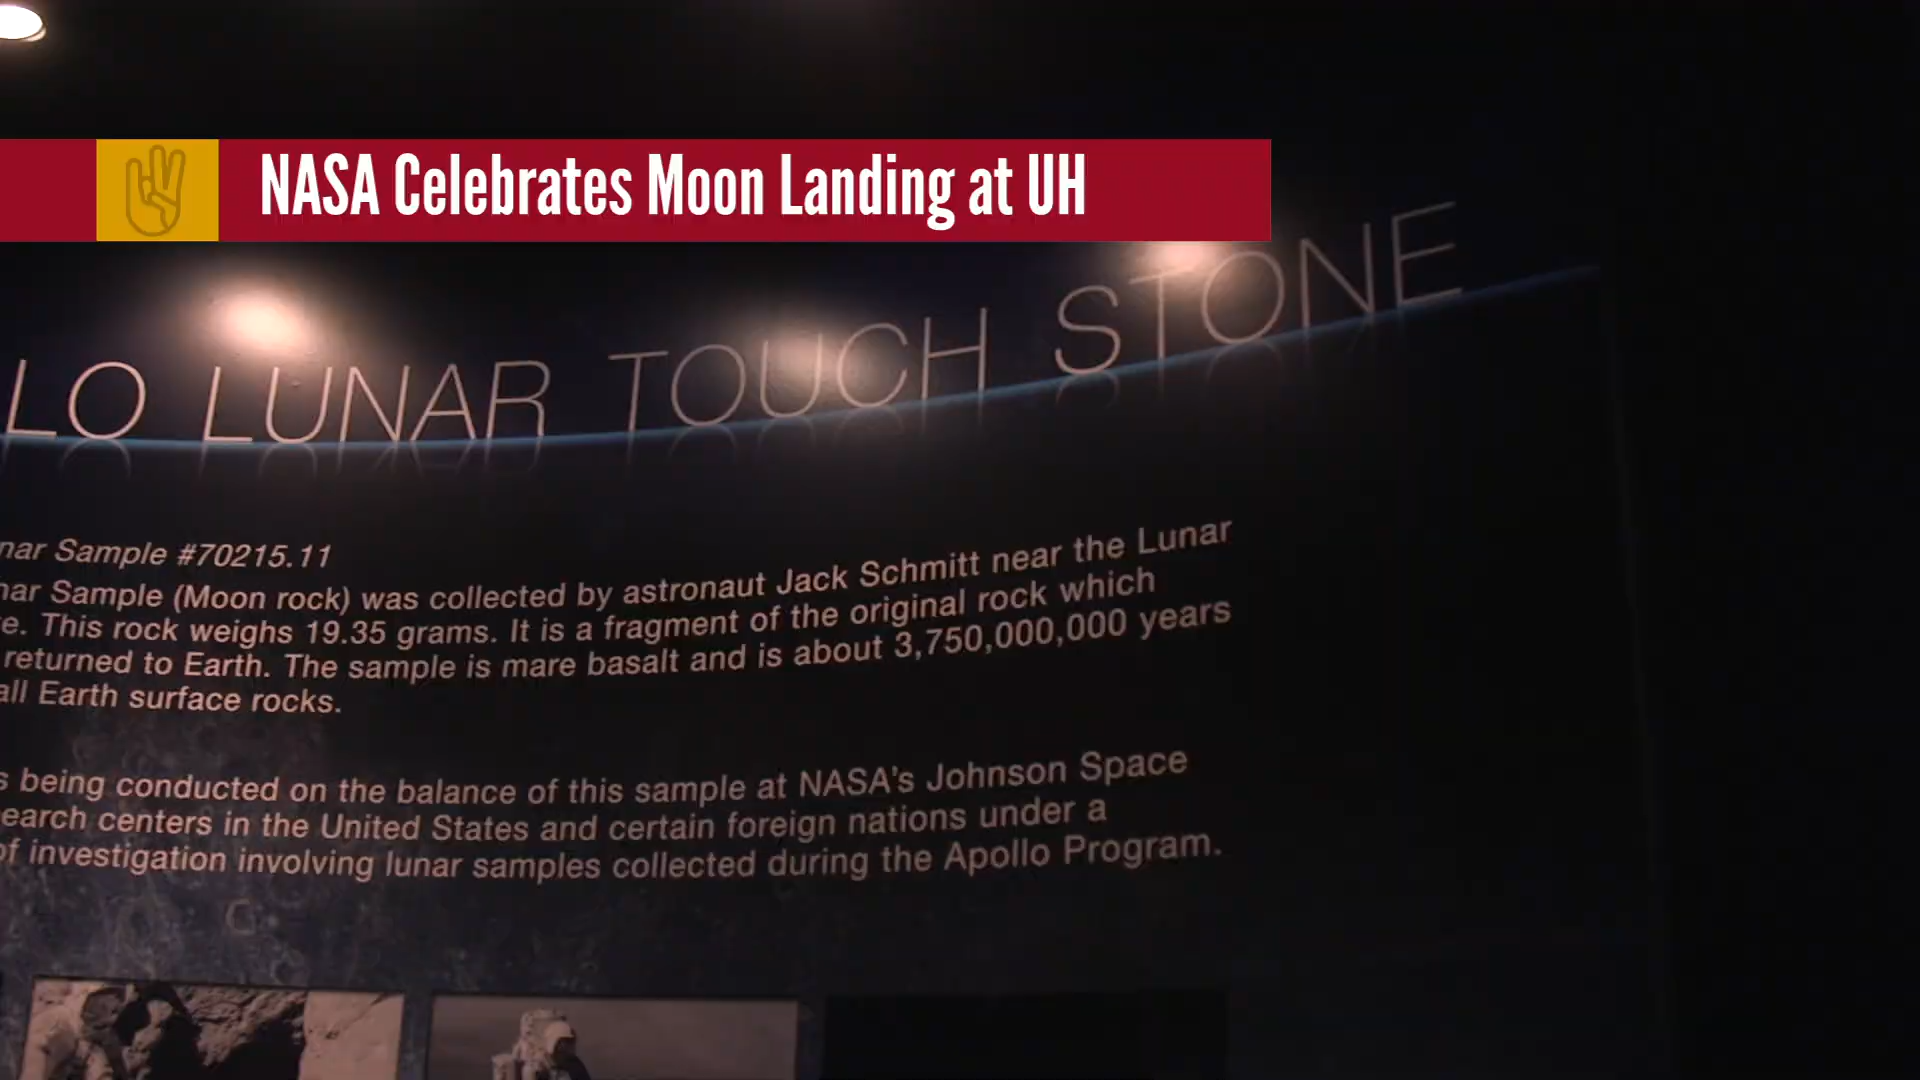 NASA Celebrates Moon Landing at UH
LO LUNAR TOUCH STONE
nar Sample #70215.11
nar Sample (Moon rock) was collected by astronaut Jack Schmitt near the Lunar
e. This rock weighs 19.35 grams. It is a fragment of the original rock which
returned to Earth. The sample is mare basalt and is about 3,750,000,000 years
all Earth surface rocks.
s being conducted on the balance of this sample at NASA's Johnson Space
earch centers in the United States and certain foreign nations under a
of investigation involving lunar samples collected during the Apollo Program.